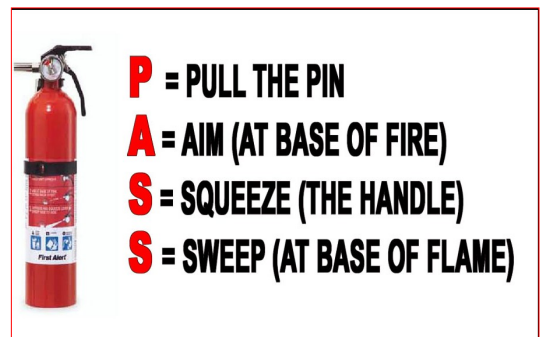 P = PULL THE PIN
A = AIM (AT BASE OF FIRE)
S = SQUEEZE (THE HANDLE)
S = SWEEP (AT BASE OF FLAME)
First Alert